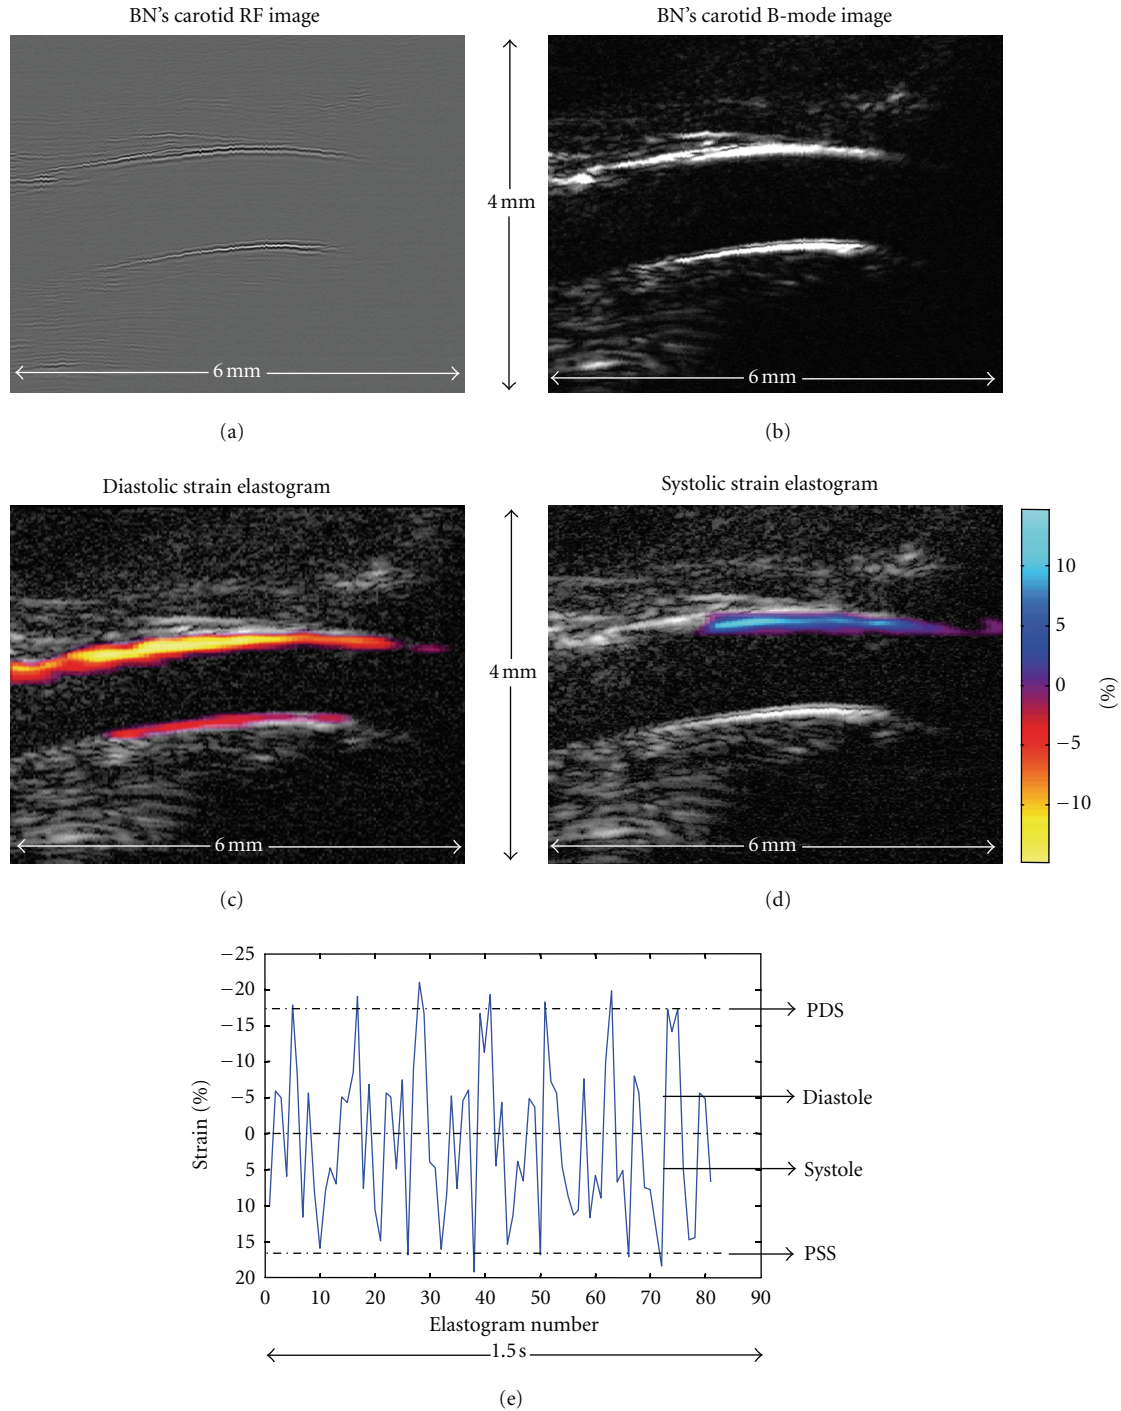 BN's carotid RF image
BN's carotid B-mode image
4 mm
6 mm
6 mm
(a)
(b)
Diastolic strain elastogram
Systolic strain elastogram
10
5
0
−5
−10
(%)
4 mm
6 mm
6 mm
(c)
(d)
−25
−20
−15
−10
−5
0
5
10
15
20
Strain (%)
PDS
Diastole
Systole
PSS
0 10 20 30 40 50 60 70 80 90
Elastogram number
1.5 s
(e)